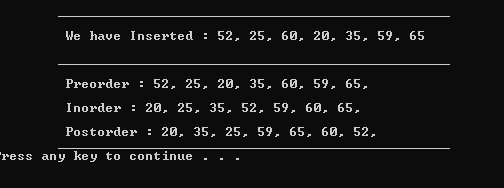 We have Inserted : 52, 25, 60, 20, 35, 59, 65
Preorder : 52, 25, 20, 35, 60, 59, 65,
Inorder : 20, 25, 35, 52, 59, 60, 65,
Postorder : 20, 35, 25, 59, 65, 60, 52,
Press any key to continue . . .